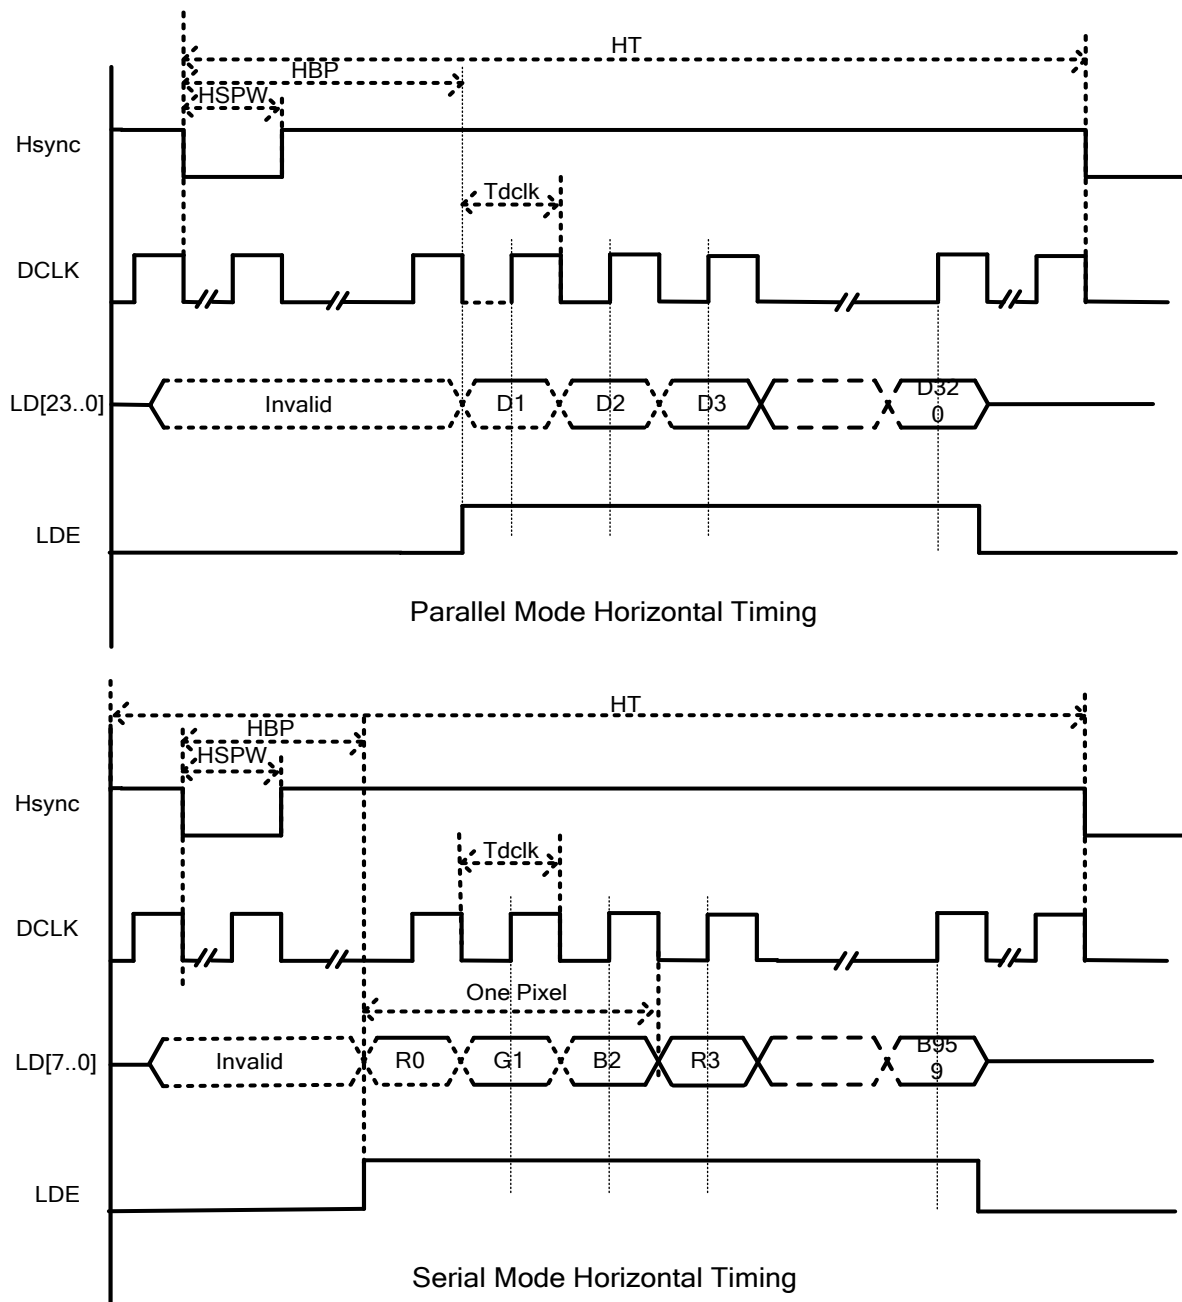 HT
HBP
HSPW
Hsync
Tdclk
DCLK
LD[23..0]
Invalid
D1
D2
D3
D32
0
LDE
Parallel Mode Horizontal Timing
HT
HBP
HSPW
Hsync
Tdclk
DCLK
One Pixel
LD[7..0]
Invalid
R0
G1
B2
R3
B95
9
LDE
Serial Mode Horizontal Timing